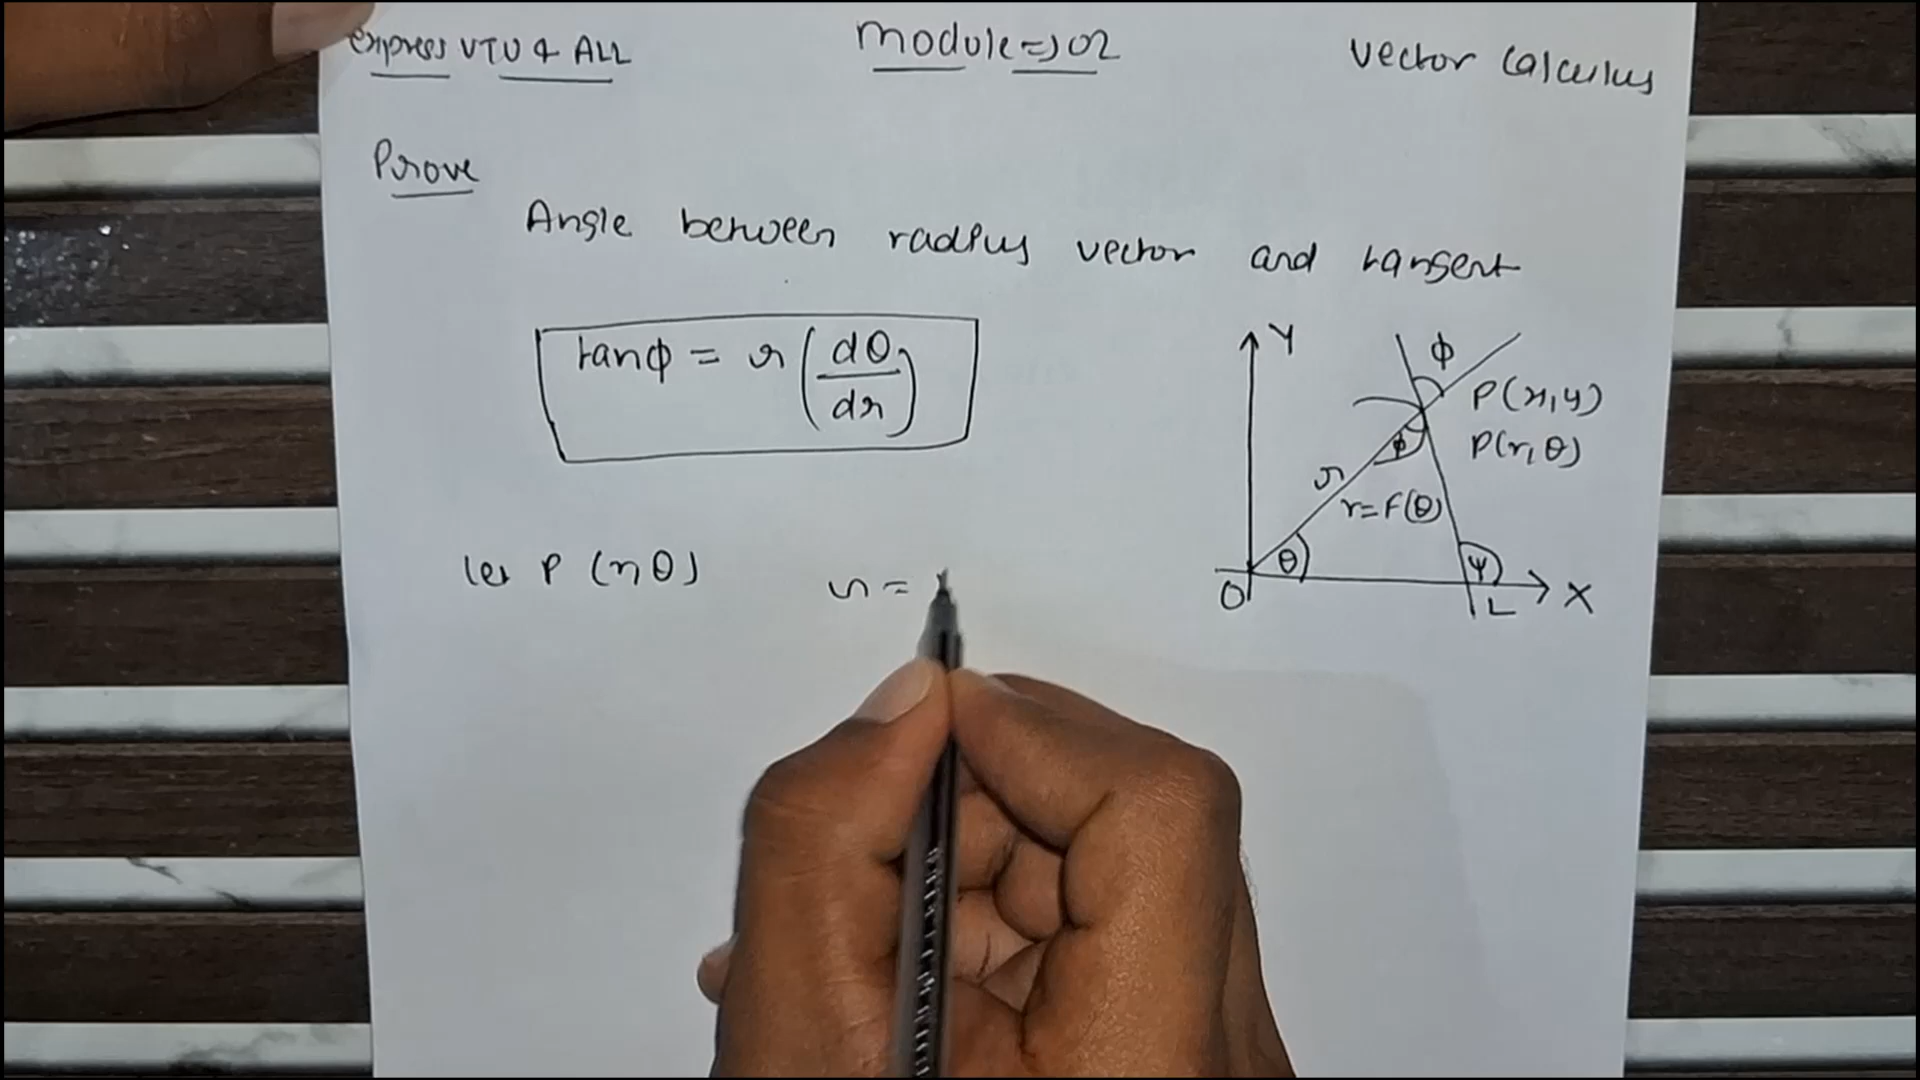 express VTU & ALL
module => 02
Vector Calculus
Prove
Angle between radius vector and tangent
tanφ = r (dθ/dr)
Y
φ
P(x,y)
P(r,θ)
φ
r
r=f(θ)
θ
ψ
O
L
X
let P (r,θ) r =